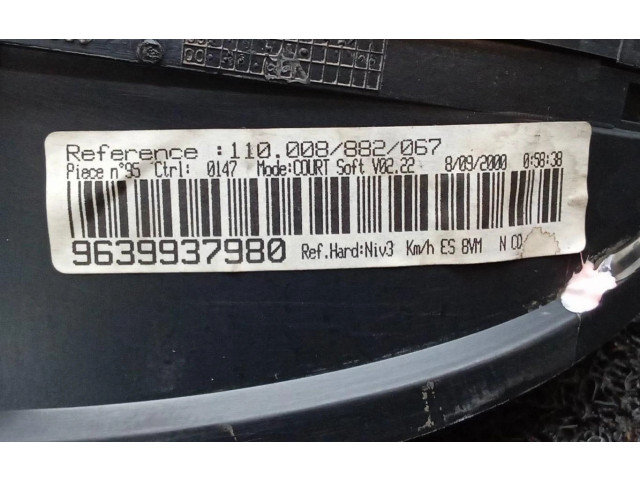 Reference :110.008/882/067
Piece n°95 Ctrl: 0147 Mode:COURT Soft V02.22 8/09/2000 0:58:38
9639937980 Ref.Hard:Niv3 Km/h ES BVM N CD